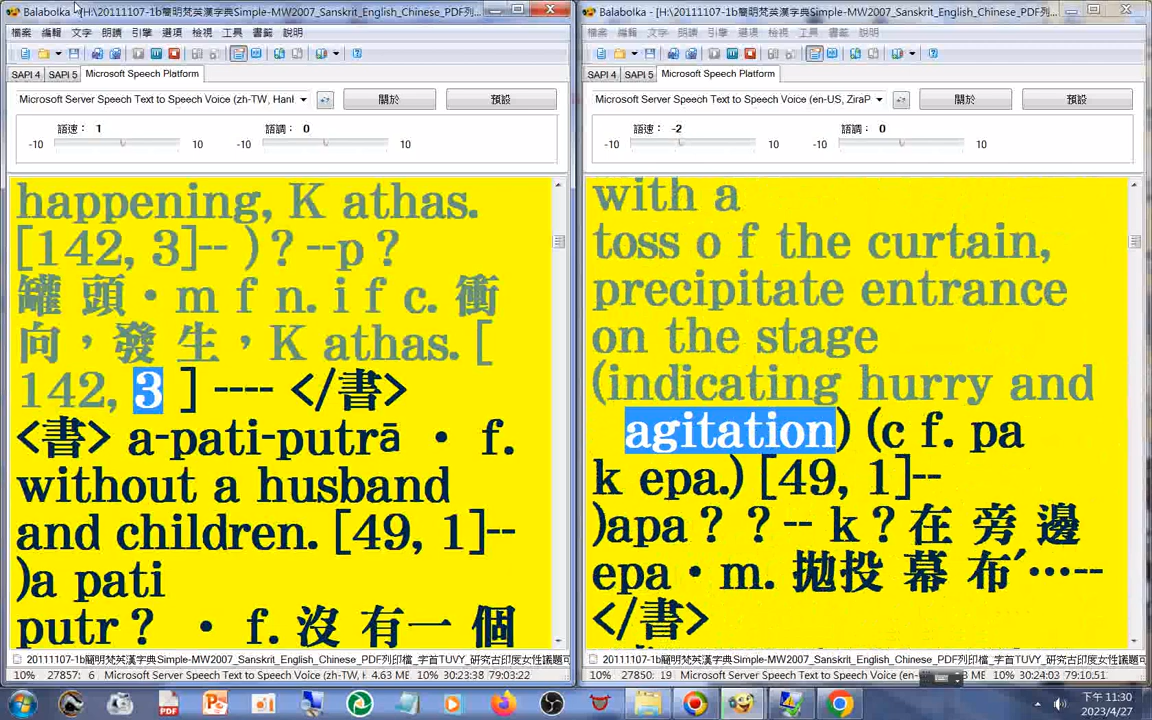 Balabolka - [H:\20111107-1b簡明梵英漢字典Simple-MW2007_Sanskrit_English_Chinese_PDF列...
檔案 編輯 文字 朗讀 引擎 選項 檢視 工具 書籤 說明
SAPI 4 SAPI 5 Microsoft Speech Platform
Microsoft Server Speech Text to Speech Voice (zh-TW, Hanl
關於
預設
語速： 1
語調： 0
-10 10 -10 10
happening, K athas.
[142, 3]-- )？--p？
罐 頭・m f n. i f c. 衝
向，發 生，K athas. [
142, 3 ] ---- </書>
<書> a-pati-putrā ・ f.
without a husband
and children. [49, 1]--
)a pati
putr？ ・ f. 沒 有一 個
20111107-1b簡明梵英漢字典Simple-MW2007_Sanskrit_English_Chinese_PDF列印檔_字首TUVY_研究古印度女性議題可
10% 27857: 6 Microsoft Server Speech Text to Speech Voice (zh-TW, H 4.63 ME 30:23:38 79:03:22
Balabolka - [H:\20111107-1b簡明梵英漢字典Simple-MW2007_Sanskrit_English_Chinese_PDF列印...
檔案 編輯 文字 朗讀 引擎 選項 檢視 工具 書籤 說明
SAPI 4 SAPI 5 Microsoft Speech Platform
Microsoft Server Speech Text to Speech Voice (en-US, ZiraP
關於
預設
語速： -2
語調： 0
-10 10 -10 10
with a
toss o f the curtain,
precipitate entrance
on the stage
(indicating hurry and
agitation) (c f. pa
k epa.) [49, 1]--
)apa？ ？-- k？在 旁 邊
epa・m. 拋投 幕 布ˊ…--
</書>
20111107-1b簡明梵英漢字典Simple-MW2007_Sanskrit_English_Chinese_PDF列印檔_字首TUVY_研究古印度女性議題可
10% 27850: 19 Microsoft Server Speech Text to Speech Voice (en-US, ZiraP 30:24:03 79:10:51
下午 11:30
2023/4/27